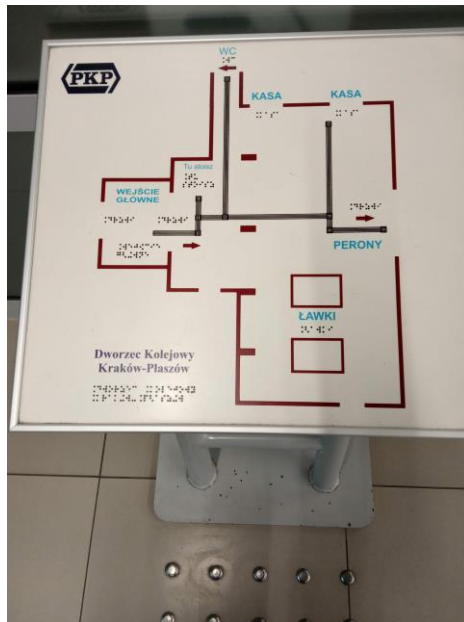 PKP
WC
KASA
KASA
Tu stoisz
WEJŚCIE
GŁÓWNE
PERONY
ŁAWKI
Dworzec Kolejowy
Kraków-Płaszów